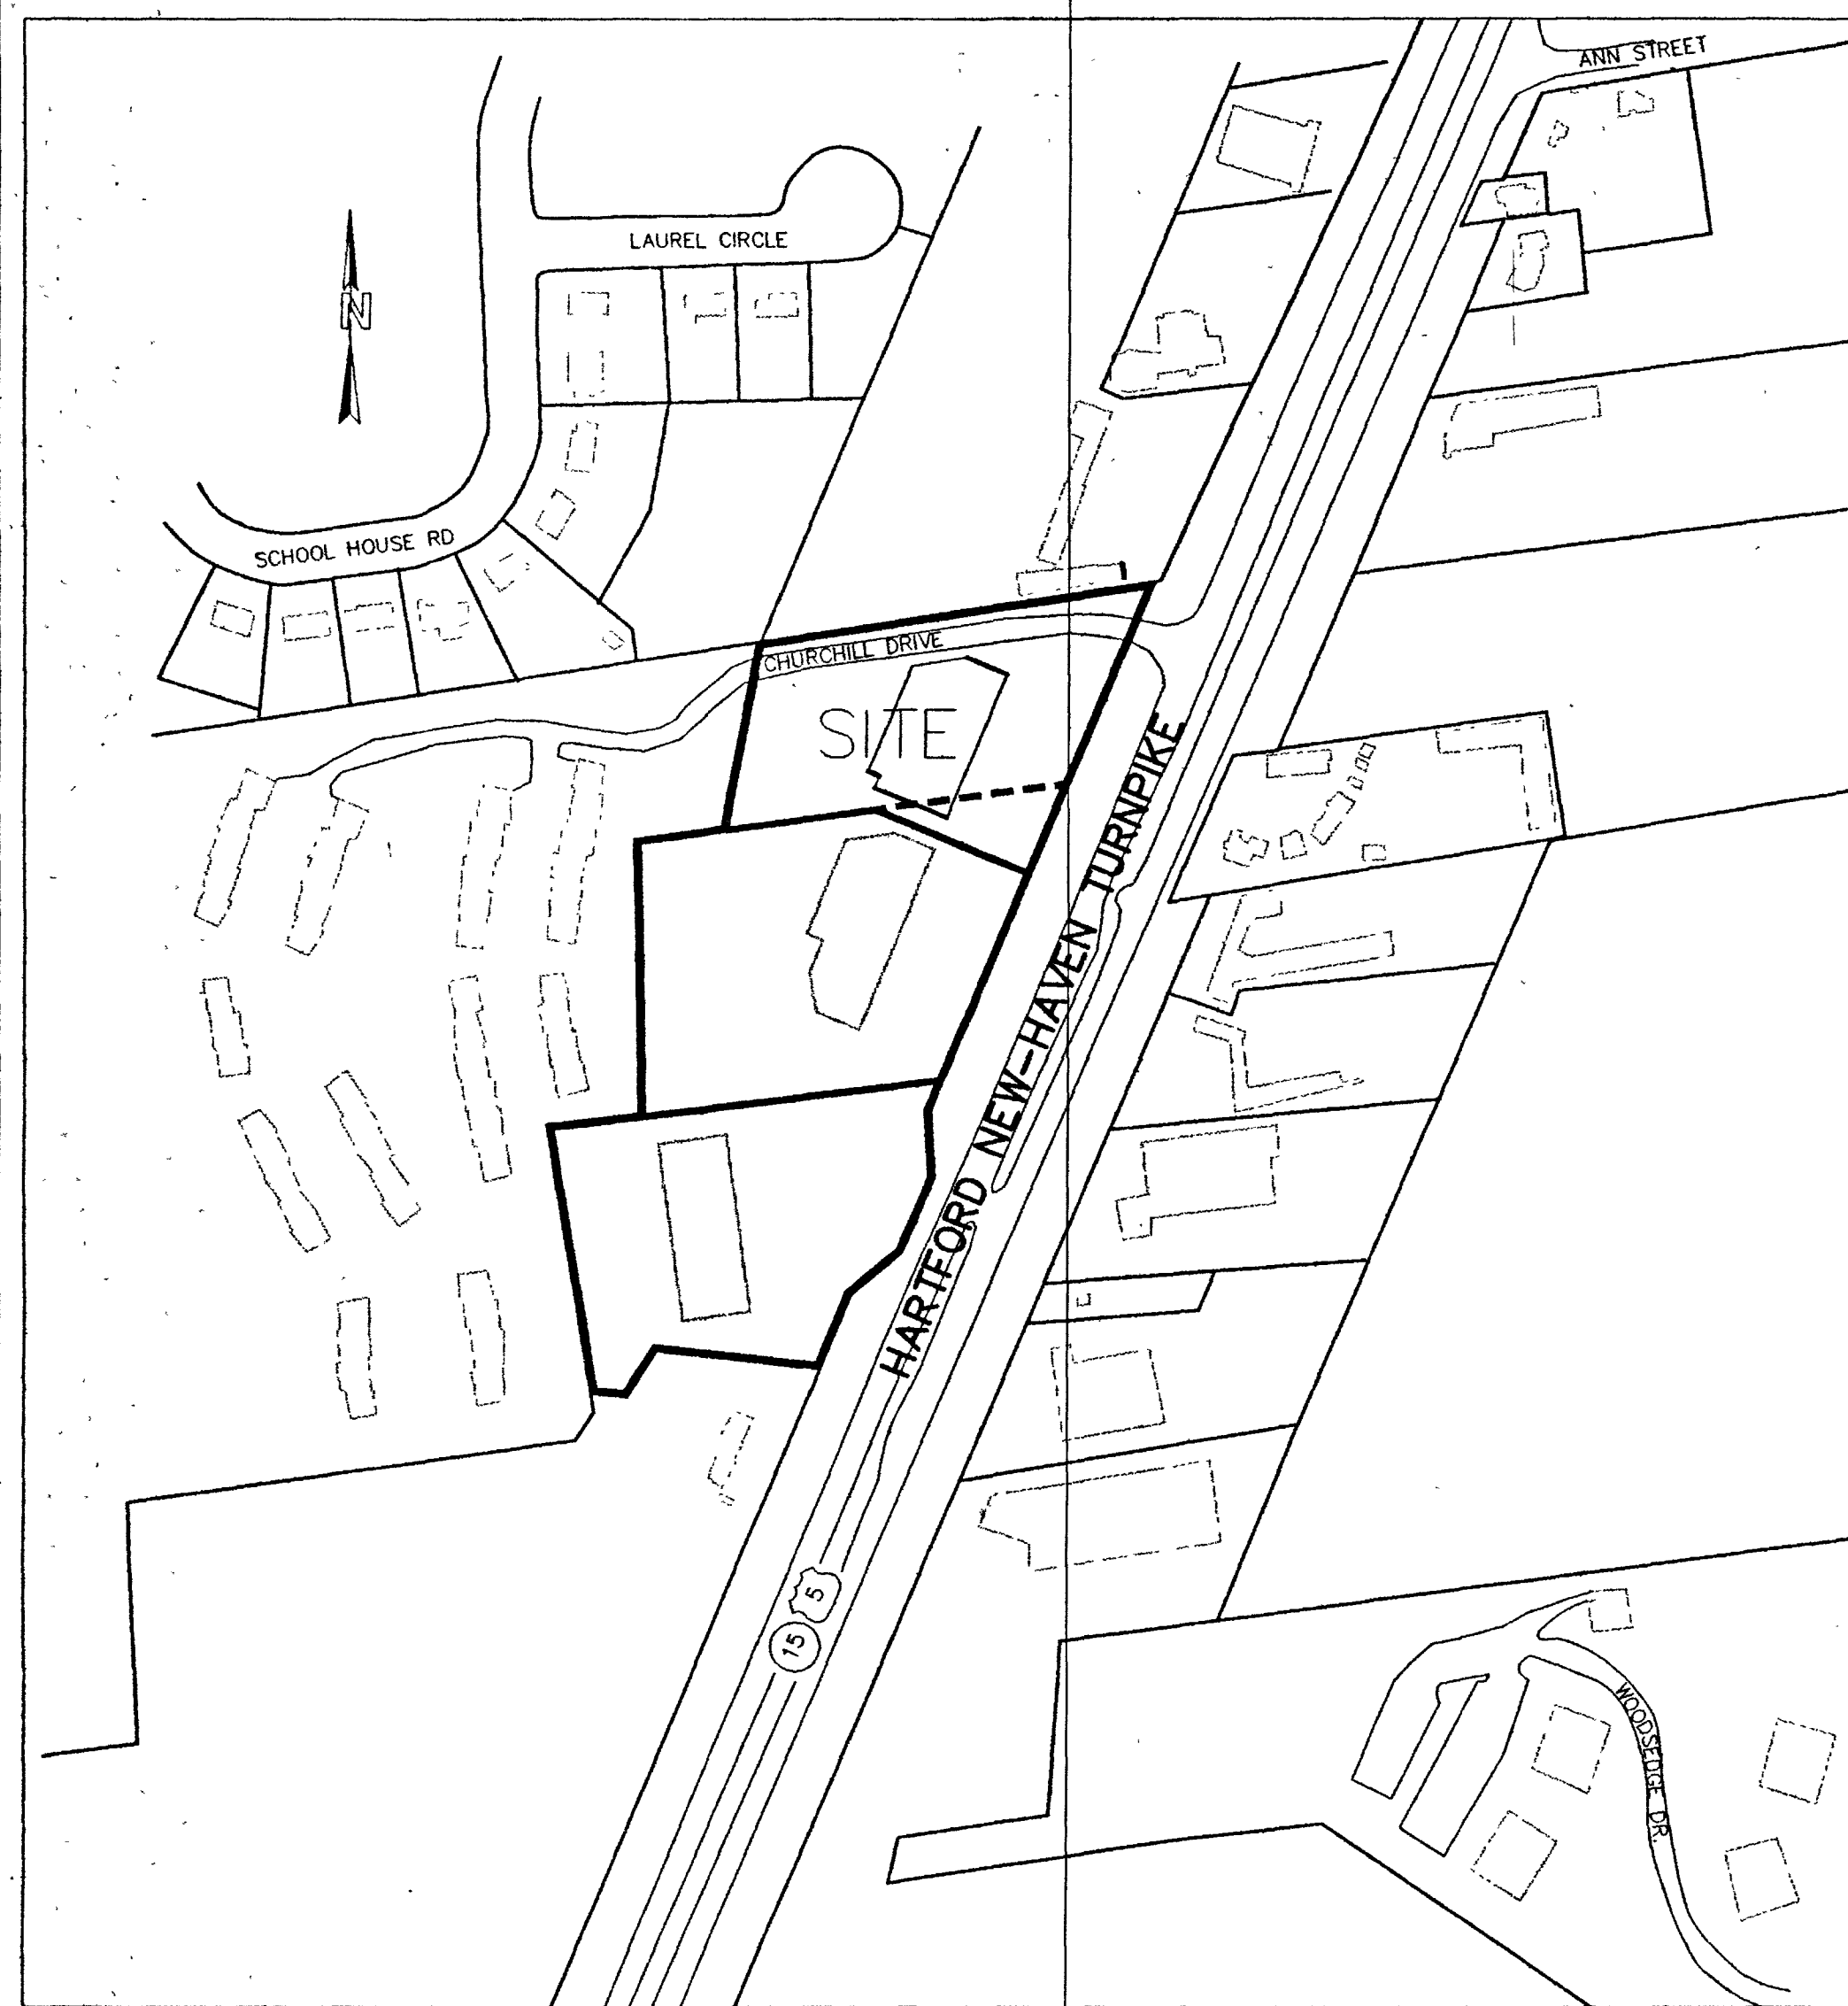 ANN STREET
LAUREL CIRCLE
N
SCHOOL HOUSE RD
CHURCHILL DRIVE
SITE
HARTFORD NEW-HAVEN TURNPIKE
5
15
WOODSEDGE DR.